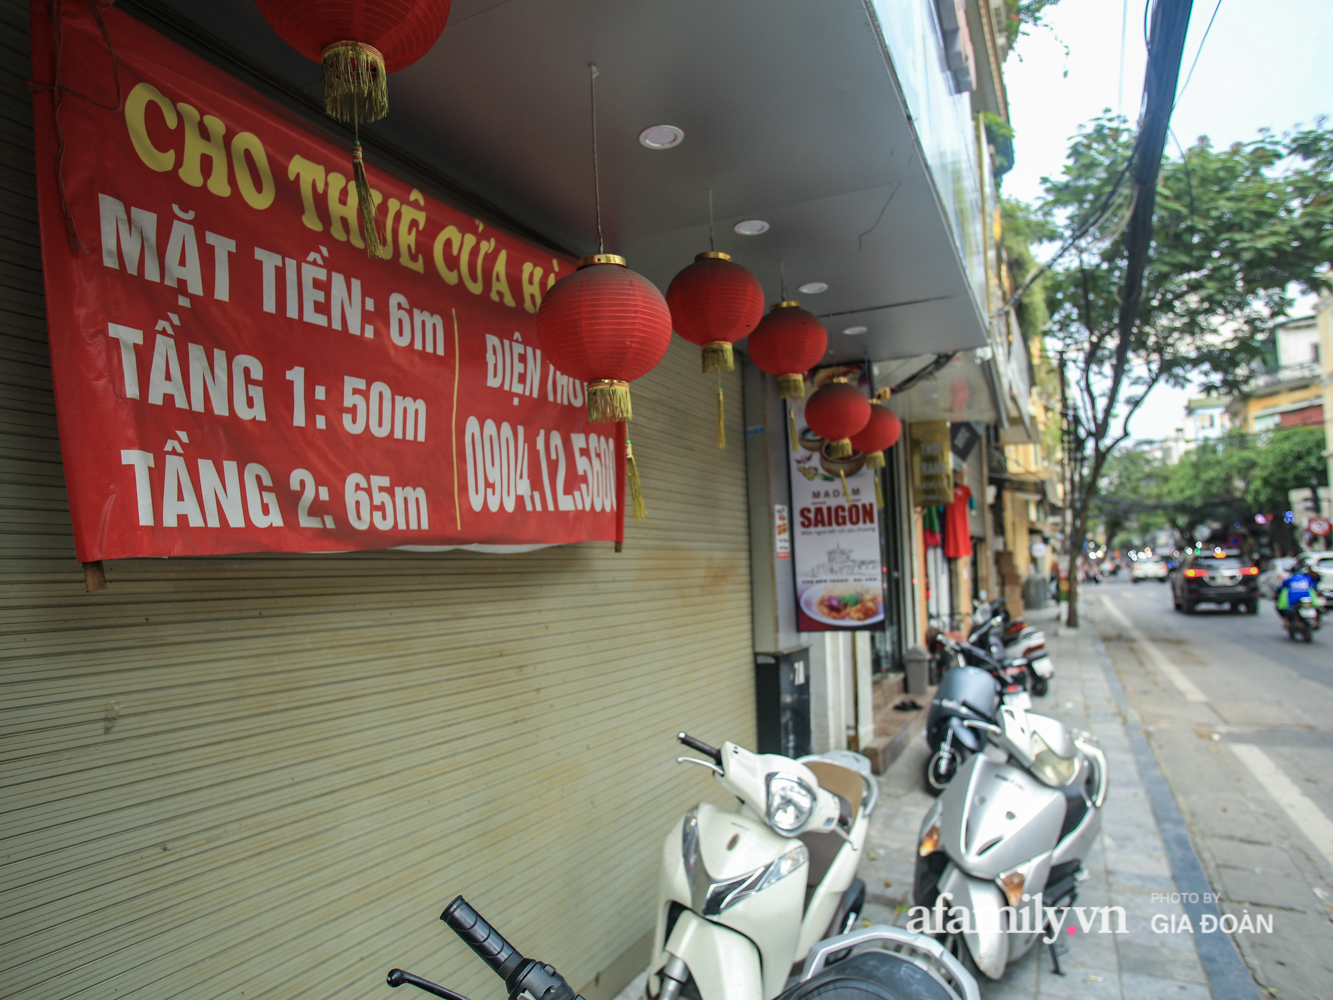 CHO THUÊ CỬA HÀ
MẶT TIỀN: 6m
TẦNG 1: 50m
TẦNG 2: 65m
ĐIỆN THO
0904.12.5600
MADAM
SAIGON
afamily.vn
PHOTO BY
GIA ĐOÀN